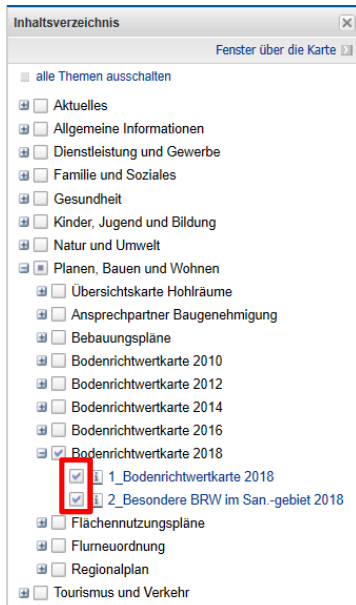 Inhaltsverzeichnis
Fenster über die Karte
alle Themen ausschalten
Aktuelles
Allgemeine Informationen
Dienstleistung und Gewerbe
Familie und Soziales
Gesundheit
Kinder, Jugend und Bildung
Natur und Umwelt
Planen, Bauen und Wohnen
Übersichtskarte Hohlräume
Ansprechpartner Baugenehmigung
Bebauungspläne
Bodenrichtwertkarte 2010
Bodenrichtwertkarte 2012
Bodenrichtwertkarte 2014
Bodenrichtwertkarte 2016
Bodenrichtwertkarte 2018
1_Bodenrichtwertkarte 2018
2_Besondere BRW im San.-gebiet 2018
Flächennutzungspläne
Flurneuordnung
Regionalplan
Tourismus und Verkehr